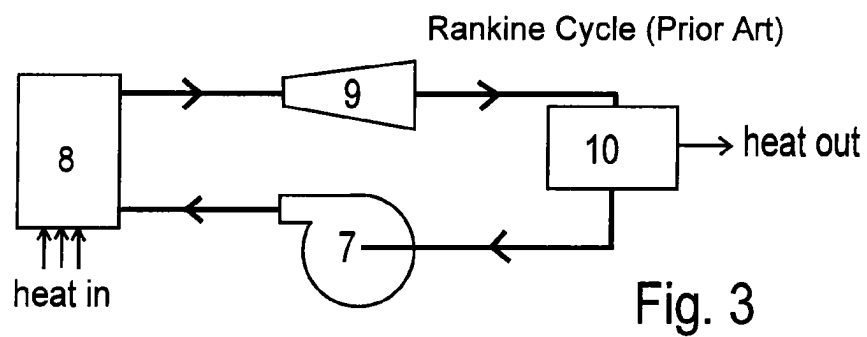 Rankine Cycle (Prior Art)
9
8
10
heat out
7
heat in
Fig. 3